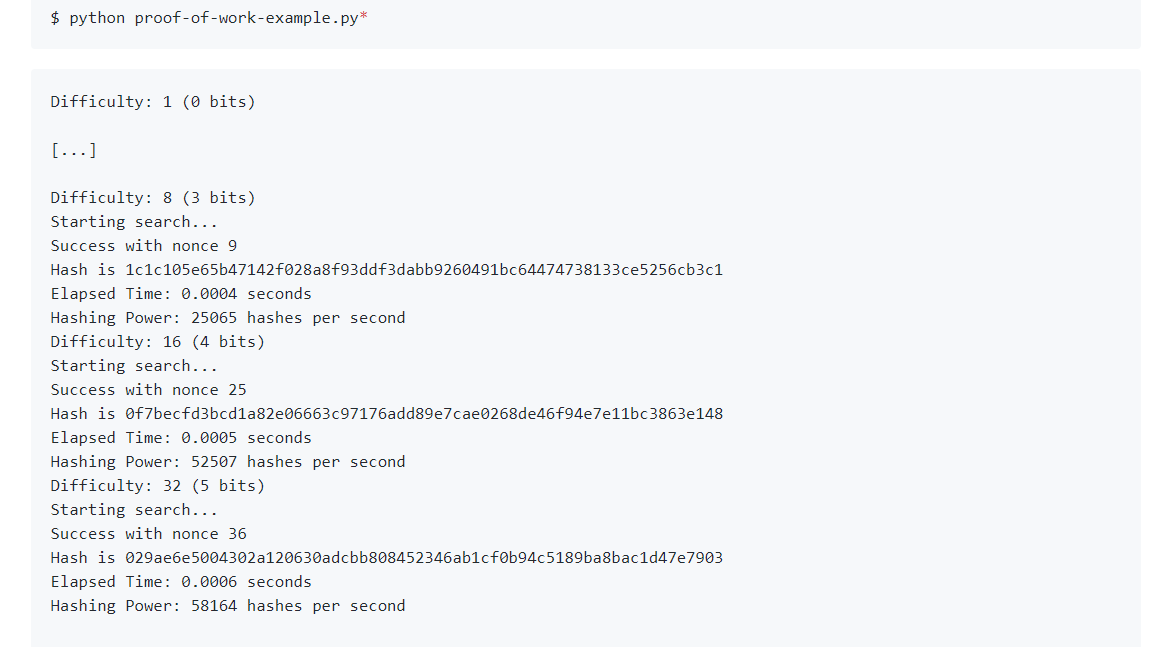 $ python proof-of-work-example.py*
Difficulty: 1 (0 bits)
[...]
Difficulty: 8 (3 bits)
Starting search...
Success with nonce 9
Hash is 1c1c105e65b47142f028a8f93ddf3dabb9260491bc64474738133ce5256cb3c1
Elapsed Time: 0.0004 seconds
Hashing Power: 25065 hashes per second
Difficulty: 16 (4 bits)
Starting search...
Success with nonce 25
Hash is 0f7becfd3bcd1a82e06663c97176add89e7cae0268de46f94e7e11bc3863e148
Elapsed Time: 0.0005 seconds
Hashing Power: 52507 hashes per second
Difficulty: 32 (5 bits)
Starting search...
Success with nonce 36
Hash is 029ae6e5004302a120630adcbb808452346ab1cf0b94c5189ba8bac1d47e7903
Elapsed Time: 0.0006 seconds
Hashing Power: 58164 hashes per second